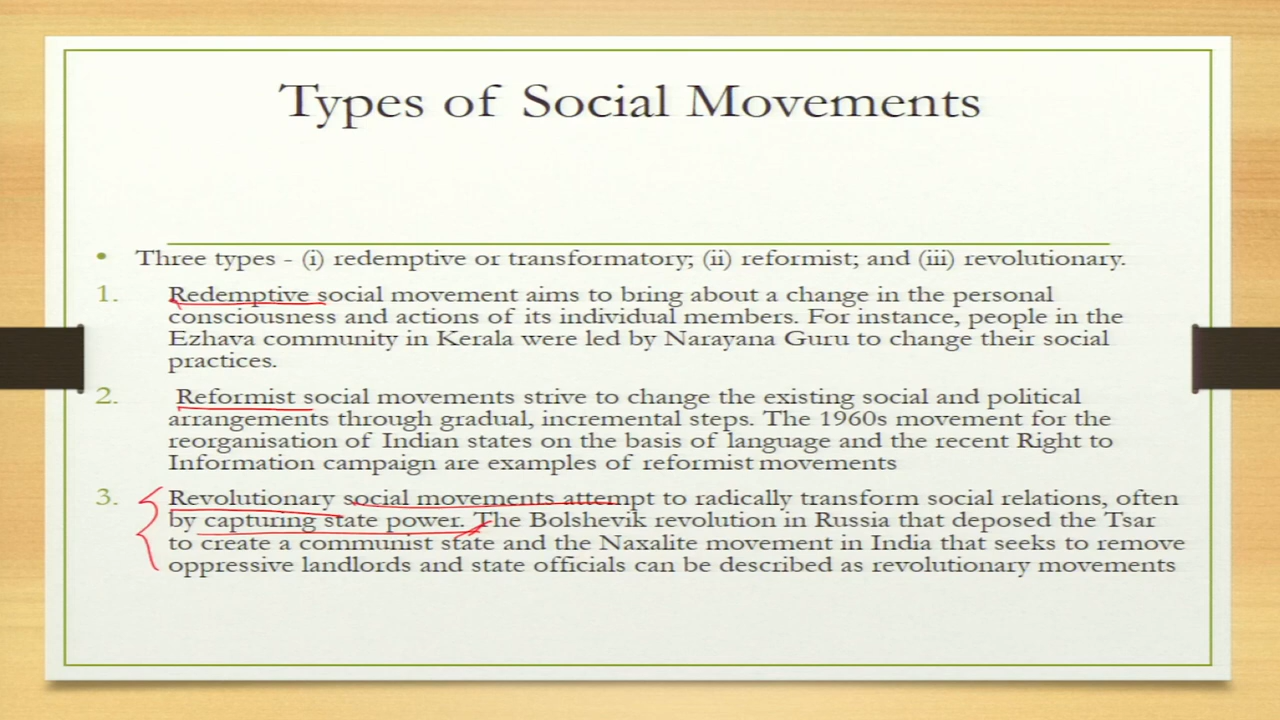 Types of Social Movements
• Three types - (i) redemptive or transformatory; (ii) reformist; and (iii) revolutionary.
1. Redemptive social movement aims to bring about a change in the personal
consciousness and actions of its individual members. For instance, people in the
Ezhava community in Kerala were led by Narayana Guru to change their social
practices.
2. Reformist social movements strive to change the existing social and political
arrangements through gradual, incremental steps. The 1960s movement for the
reorganisation of Indian states on the basis of language and the recent Right to
Information campaign are examples of reformist movements
3. Revolutionary social movements attempt to radically transform social relations, often
by capturing state power. The Bolshevik revolution in Russia that deposed the Tsar
to create a communist state and the Naxalite movement in India that seeks to remove
oppressive landlords and state officials can be described as revolutionary movements